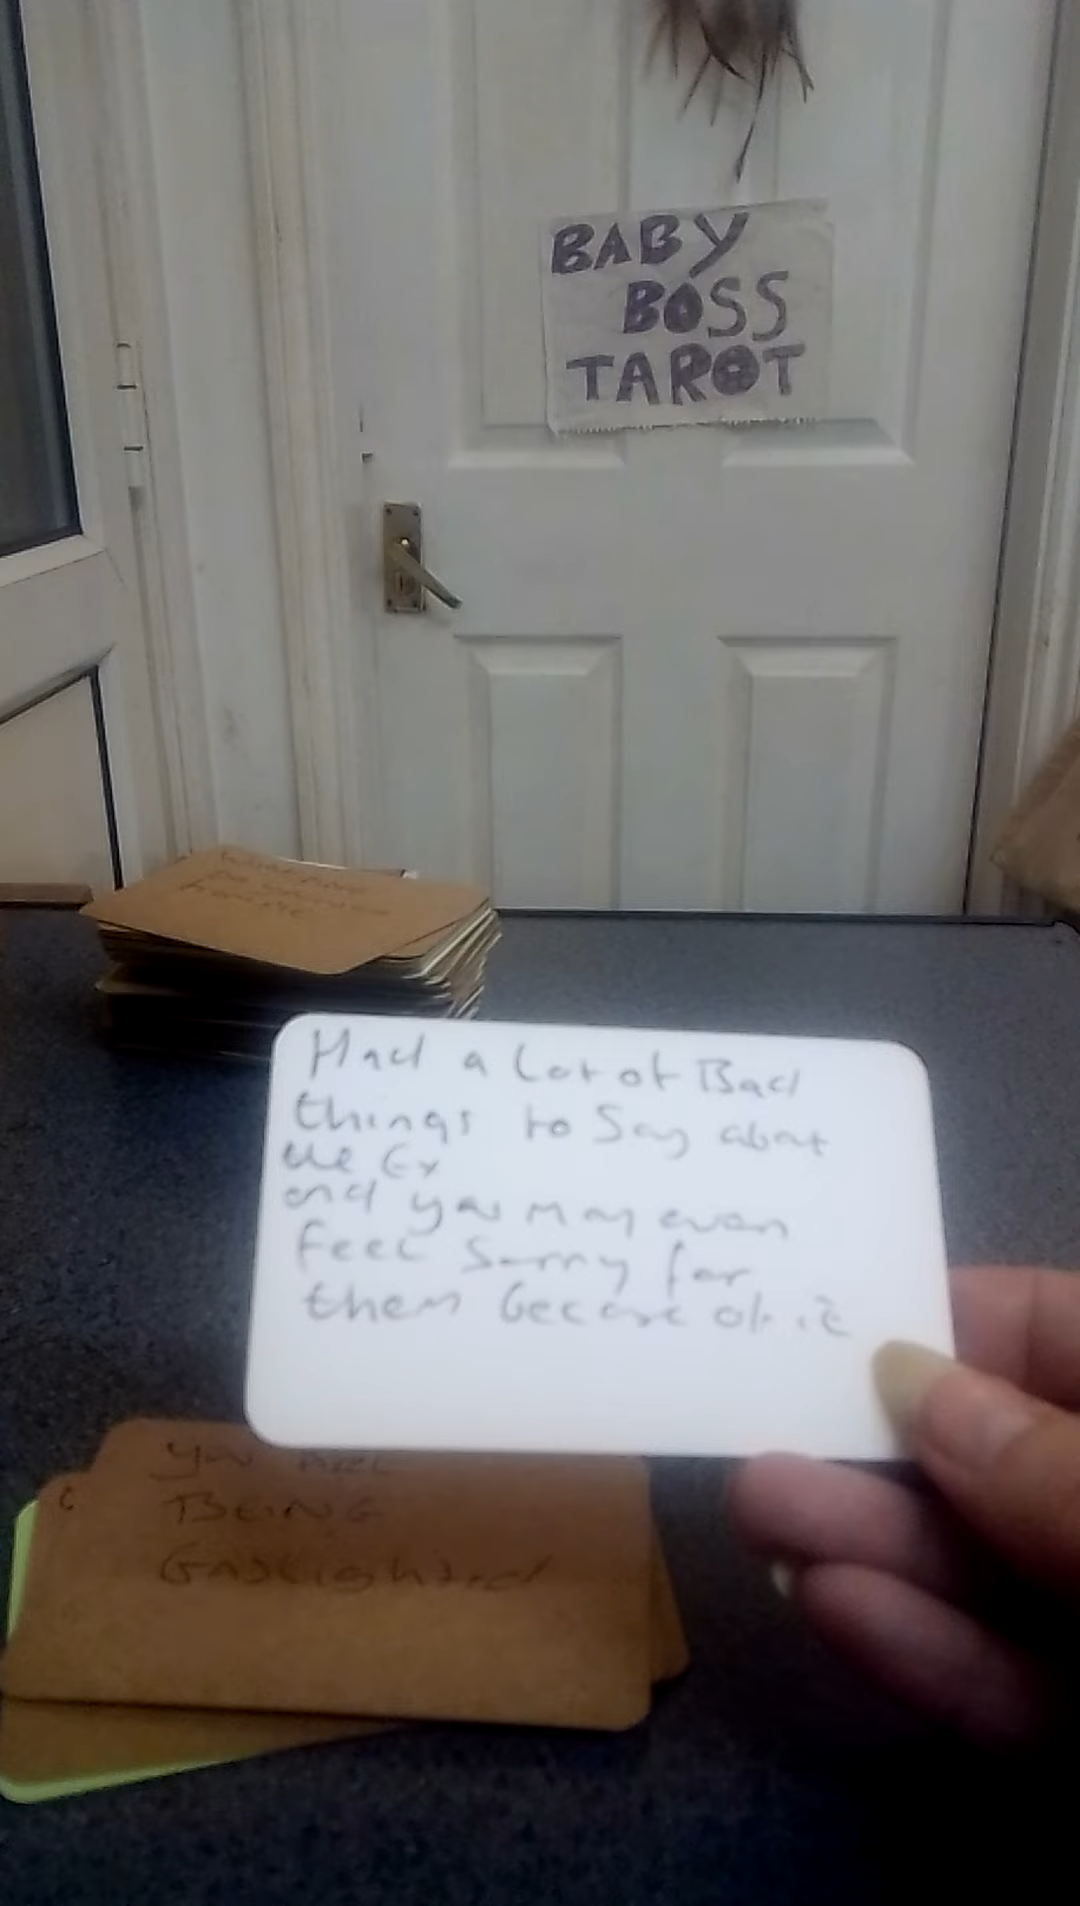 BABY
BOSS
TAROT
Had a lot of Bad
things to Say about
the Ex
and you may even
feel sorry for
them because of it
you ARE
BEING
Gaslighted